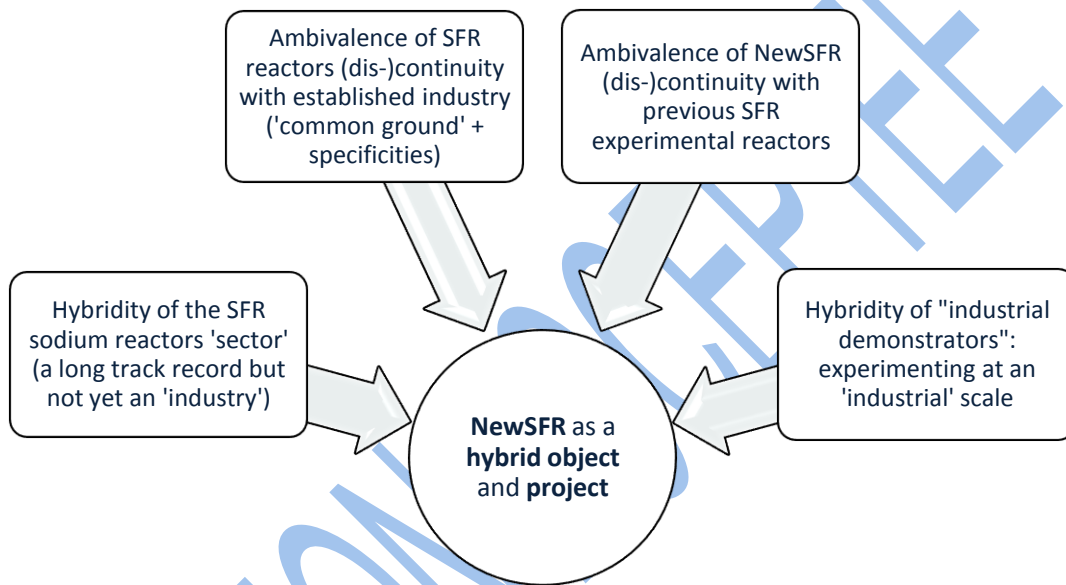 Ambivalence of SFR
reactors (dis-)continuity
with established industry
('common ground' +
specificities)
Ambivalence of NewSFR
(dis-)continuity with
previous SFR
experimental reactors
Hybridity of the SFR
sodium reactors 'sector'
(a long track record but
not yet an 'industry')
Hybridity of "industrial
demonstrators":
experimenting at an
'industrial' scale
NewSFR as a
hybrid object
and project